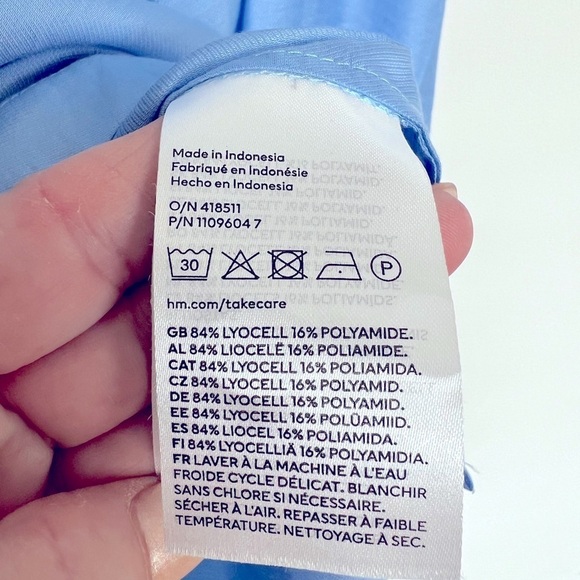 Made in Indonesia
Fabriqué en Indonésie
Hecho en Indonesia
O/N 418511
P/N 1109604 7
30
P
hm.com/takecare
GB 84% LYOCELL 16% POLYAMIDE.
AL 84% LIOCELË 16% POLIAMIDE.
CAT 84% LYOCELL 16% POLIAMIDA.
CZ 84% LYOCELL 16% POLYAMID.
DE 84% LYOCELL 16% POLYAMID.
EE 84% LYOCELL 16% POLÜAMIID.
ES 84% LIOCEL 16% POLIAMIDA.
FI 84% LYOCELLIÄ 16% POLYAMIDIA.
FR LAVER À LA MACHINE À L'EAU
FROIDE CYCLE DÉLICAT. BLANCHIR
SANS CHLORE SI NÉCESSAIRE.
SÉCHER À L'AIR. REPASSER À FAIBLE
TEMPÉRATURE. NETTOYAGE À SEC.